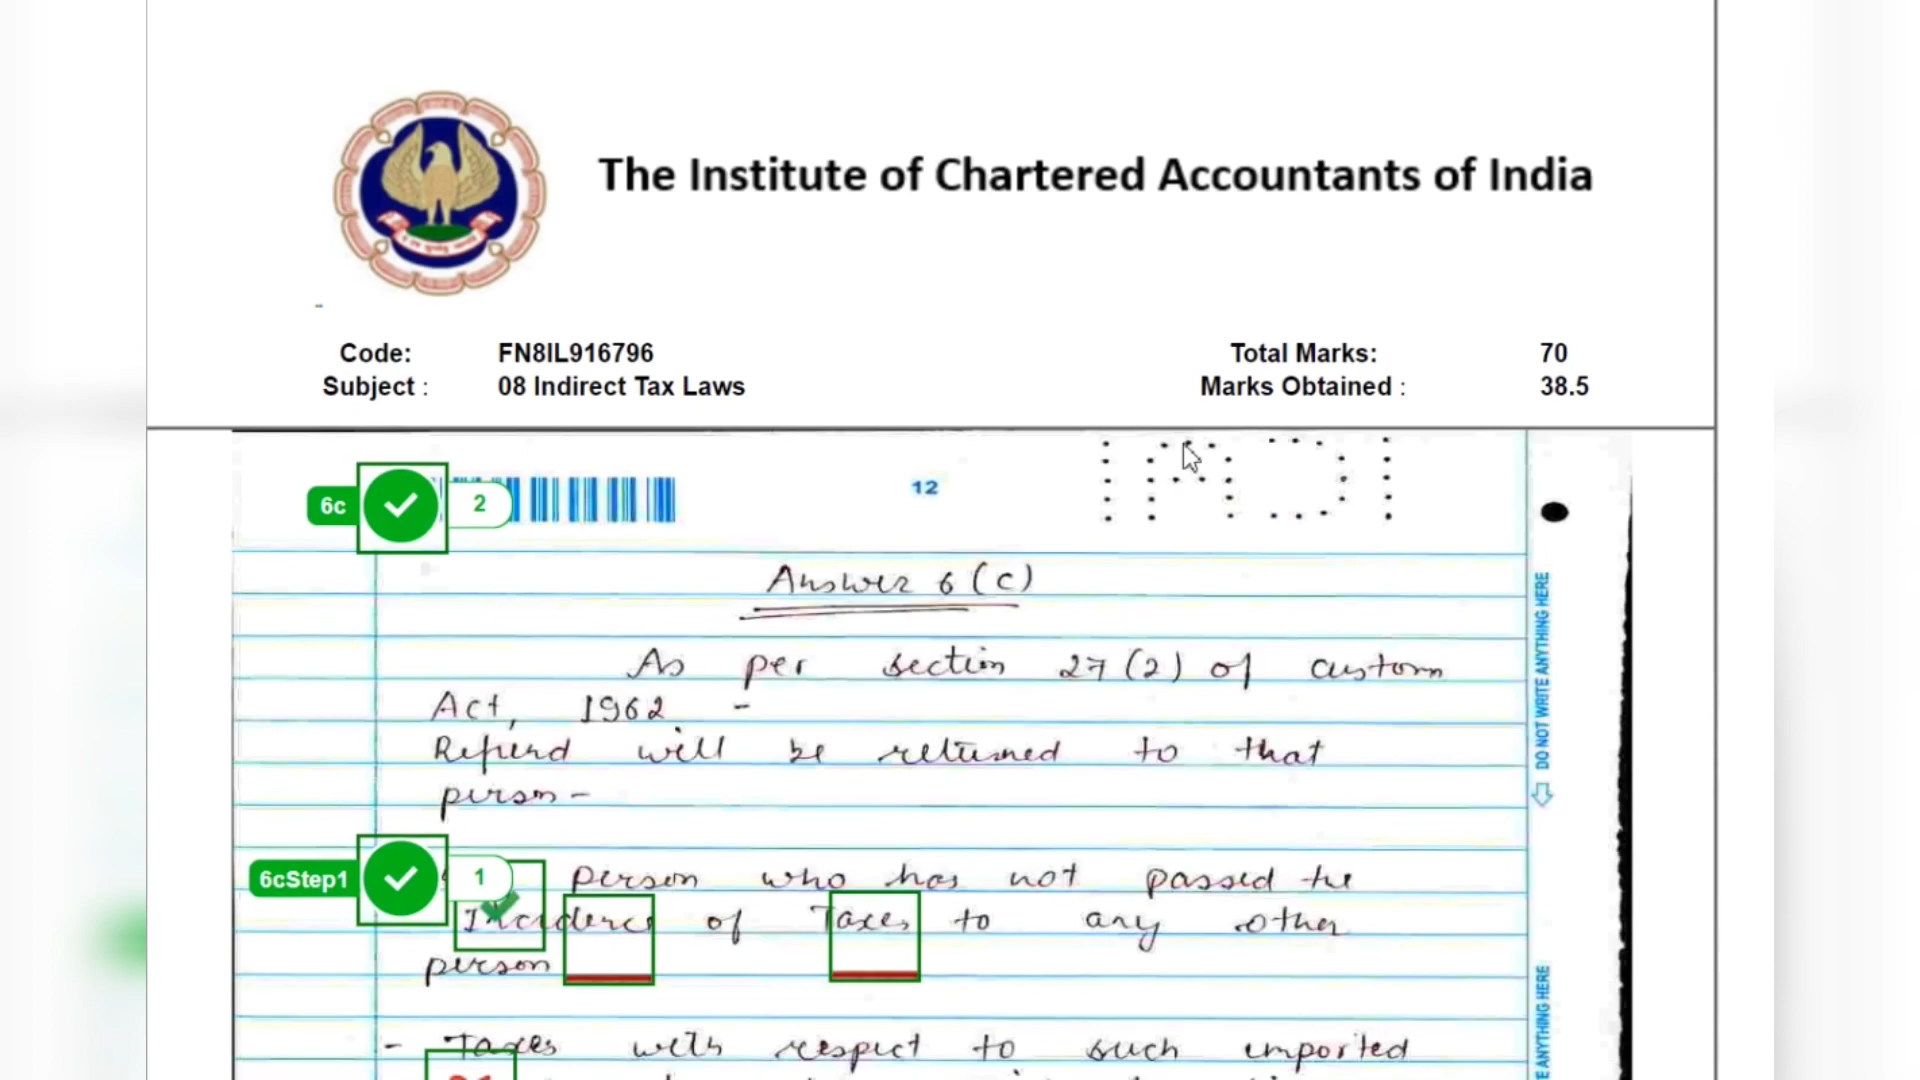 The Institute of Chartered Accountants of India
Code: FN8IL916796 Total Marks: 70
Subject : 08 Indirect Tax Laws Marks Obtained : 38.5
6c 2 12
Answer 6 (c)
As per section 27 (2) of custom
Act, 1962 -
Refund will be returned to that
person -
6cStep1 1 person who has not passed the
Incidence of Taxes to any other
person
- Taxes with respect to such imported
DO NOT WRITE ANYTHING HERE
E ANYTHING HERE